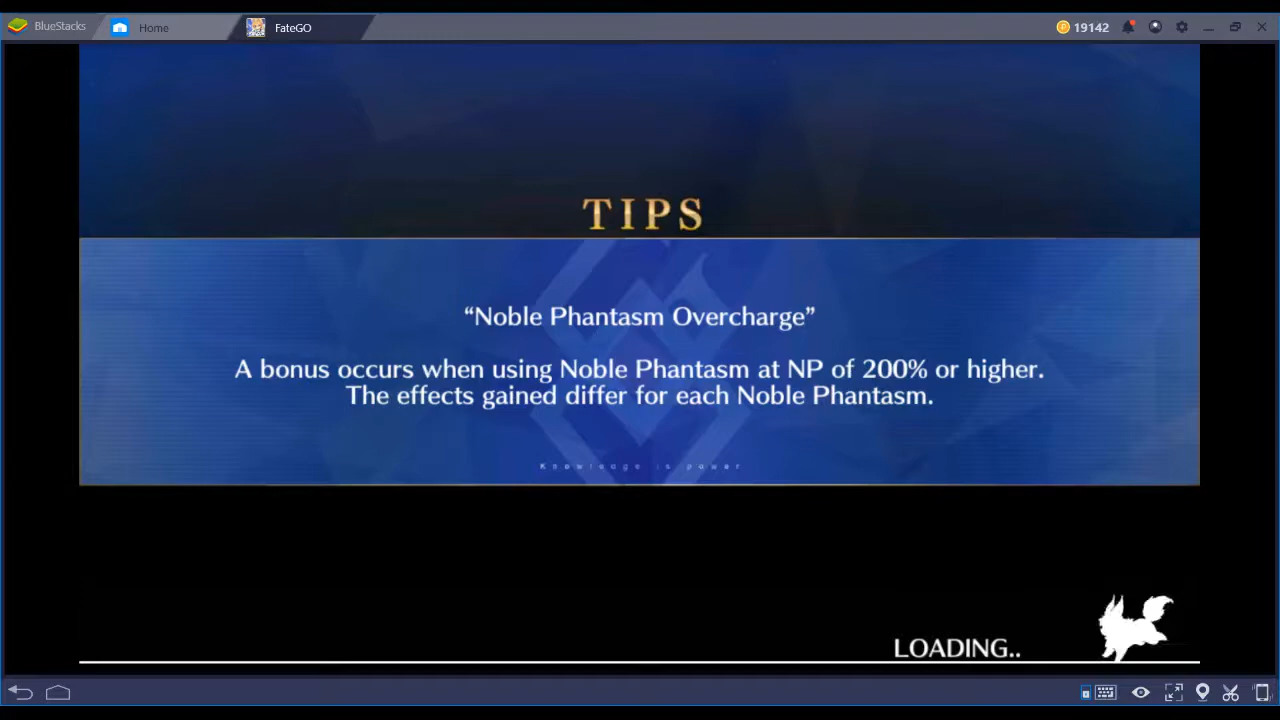 BlueStacks
Home
FateGO
19142
TIPS
“Noble Phantasm Overcharge”
A bonus occurs when using Noble Phantasm at NP of 200% or higher.
The effects gained differ for each Noble Phantasm.
Knowledge is power
LOADING..